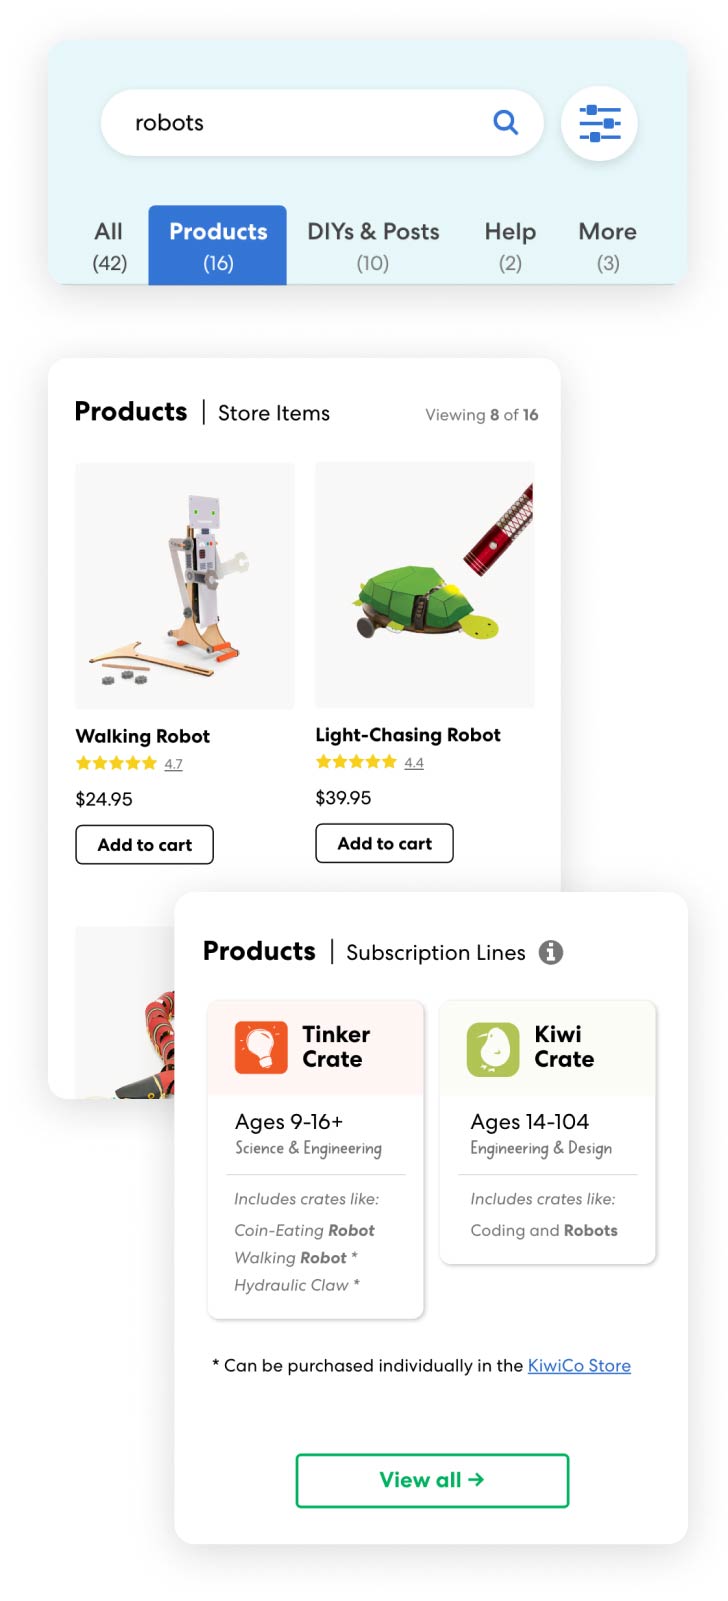 robots
All
(42)
Products
(16)
DIYs & Posts
(10)
Help
(2)
More
(3)
Products | Store Items
Viewing 8 of 16
Walking Robot
4.7
$24.95
Add to cart
Light-Chasing Robot
4.4
$39.95
Add to cart
Products | Subscription Lines
Tinker
Crate
Ages 9-16+
Science & Engineering
Includes crates like:
Coin-Eating Robot
Walking Robot *
Hydraulic Claw *
Kiwi
Crate
Ages 14-104
Engineering & Design
Includes crates like:
Coding and Robots
* Can be purchased individually in the KiwiCo Store
View all →